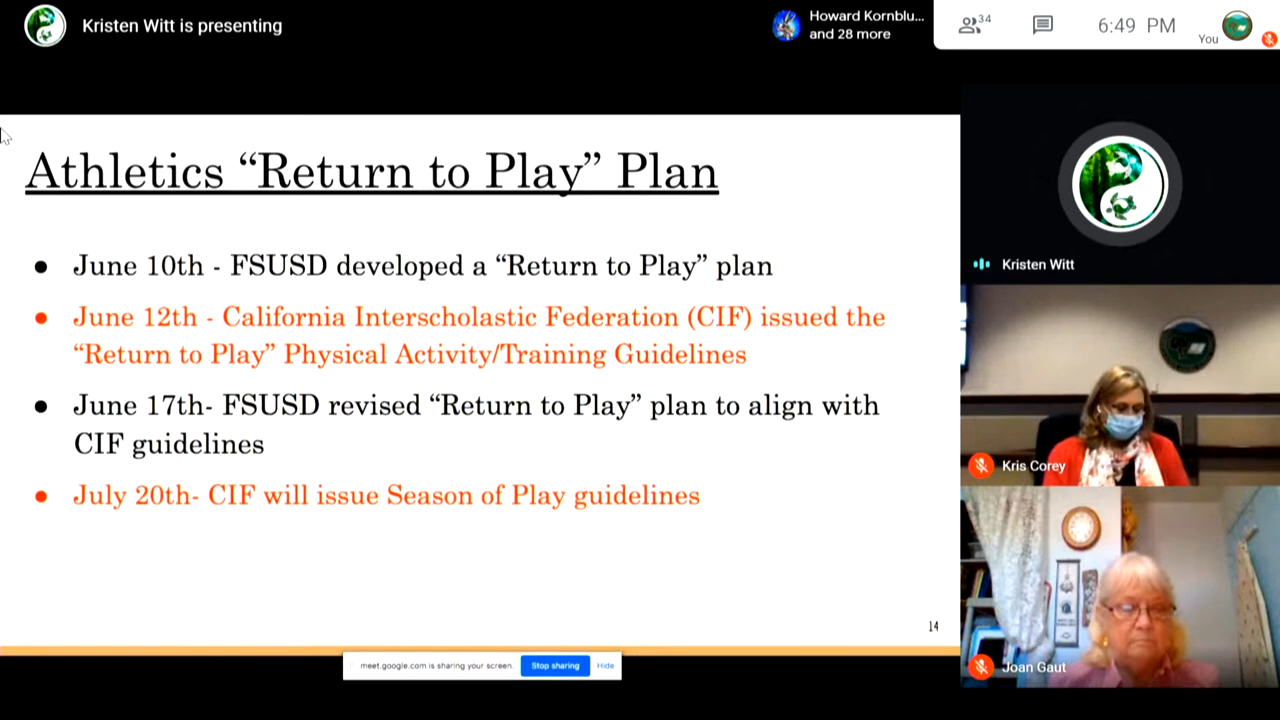 Kristen Witt is presenting
Howard Kornblu...
and 28 more
34
6:49 PM
You
Athletics “Return to Play” Plan
● June 10th - FSUSD developed a “Return to Play” plan
● June 12th - California Interscholastic Federation (CIF) issued the
“Return to Play” Physical Activity/Training Guidelines
● June 17th- FSUSD revised “Return to Play” plan to align with
CIF guidelines
● July 20th- CIF will issue Season of Play guidelines
14
meet.google.com is sharing your screen.
Stop sharing
Hide
Kristen Witt
Kris Corey
Joan Gaut